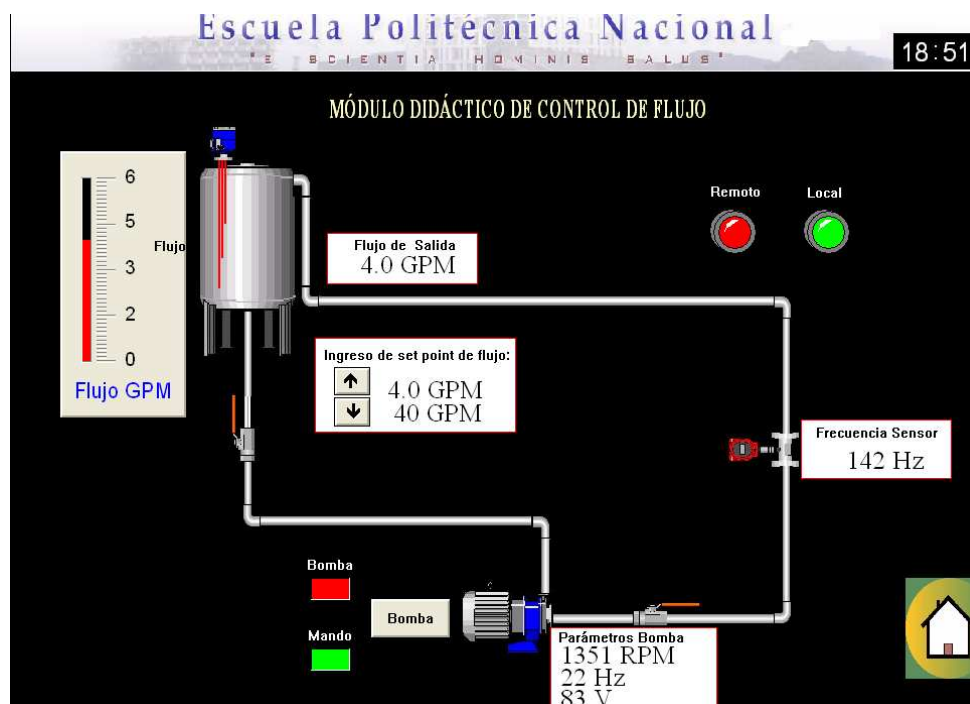 Escuela Politécnica Nacional
"E SCIENTIA HOMINIS SALUS"
18:51
MÓDULO DIDÁCTICO DE CONTROL DE FLUJO
6
5
3
2
0
Flujo
Flujo GPM
Remoto
Local
Flujo de Salida
4.0 GPM
Ingreso de set point de flujo:
4.0 GPM
40 GPM
Frecuencia Sensor
142 Hz
Bomba
Bomba
Mando
Parámetros Bomba
1351 RPM
22 Hz
83 V